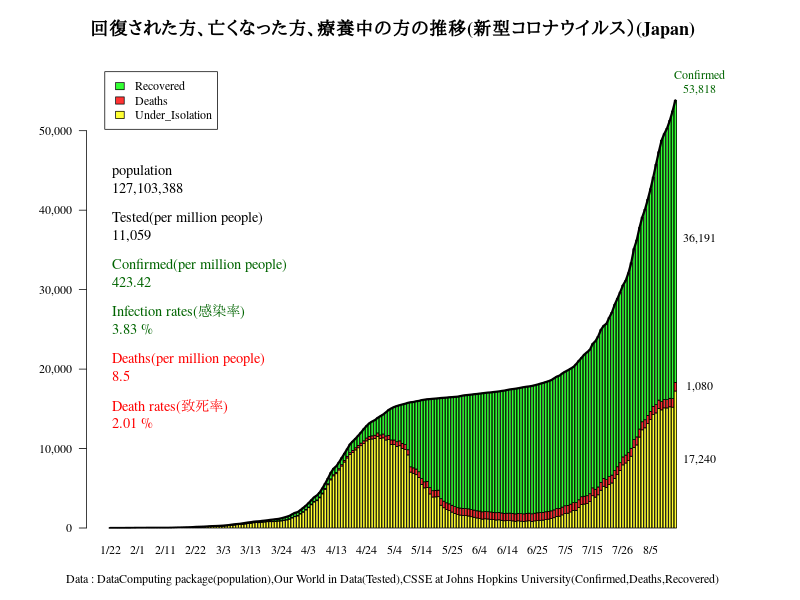 回復された方、亡くなった方、療養中の方の推移(新型コロナウイルス)(Japan)
Confirmed
53,818
Recovered
Deaths
Under_Isolation
50,000
40,000
30,000
20,000
10,000
0
population
127,103,388
Tested(per million people)
11,059
Confirmed(per million people)
423.42
Infection rates(感染率)
3.83 %
Deaths(per million people)
8.5
Death rates(致死率)
2.01 %
36,191
1,080
17,240
1/22 2/1 2/11 2/22 3/3 3/13 3/24 4/3 4/13 4/24 5/4 5/14 5/25 6/4 6/14 6/25 7/5 7/15 7/26 8/5
Data : DataComputing package(population),Our World in Data(Tested),CSSE at Johns Hopkins University(Confirmed,Deaths,Recovered)